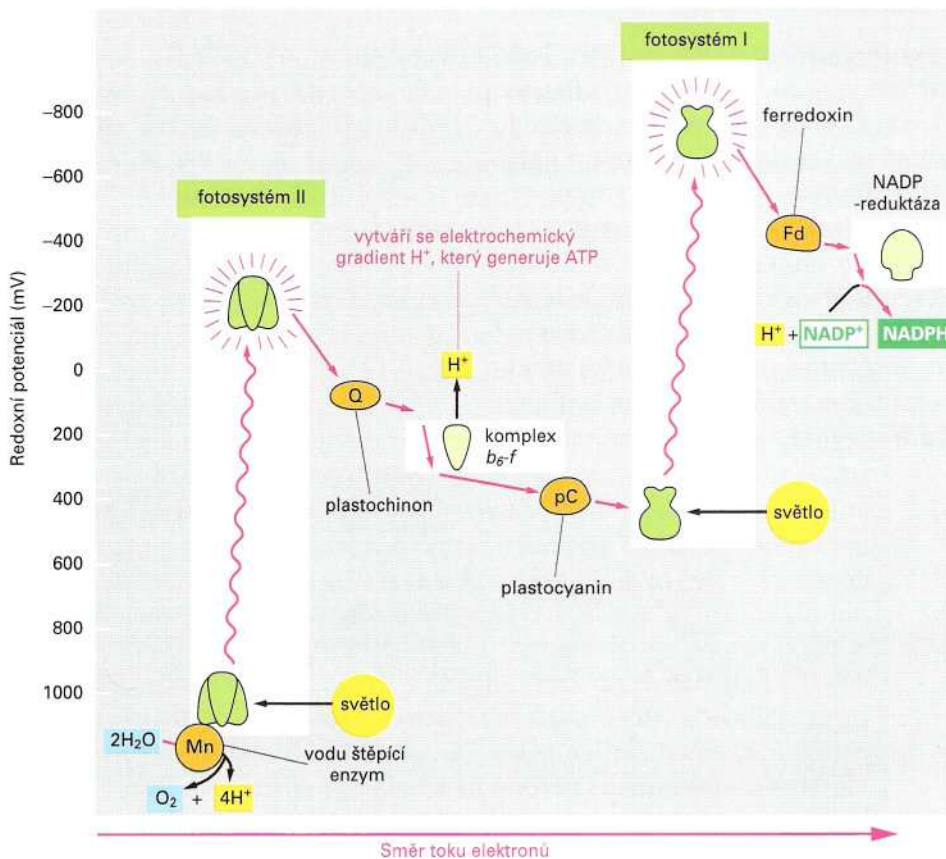 fotosystém I
ferredoxin
NADP
-reduktáza
Fd
H⁺ + NADP⁺ NADPH
fotosystém II
vytváří se elektrochemický
gradient H⁺, který generuje ATP
H⁺
Q
komplex
b₆-f
plastochinon
pC
plastocyanin
světlo
světlo
2H₂O
Mn
vodu štěpící
enzym
O₂ + 4H⁺
Redoxní potenciál (mV)
–800
–600
–400
–200
0
200
400
600
800
1000
Směr toku elektronů